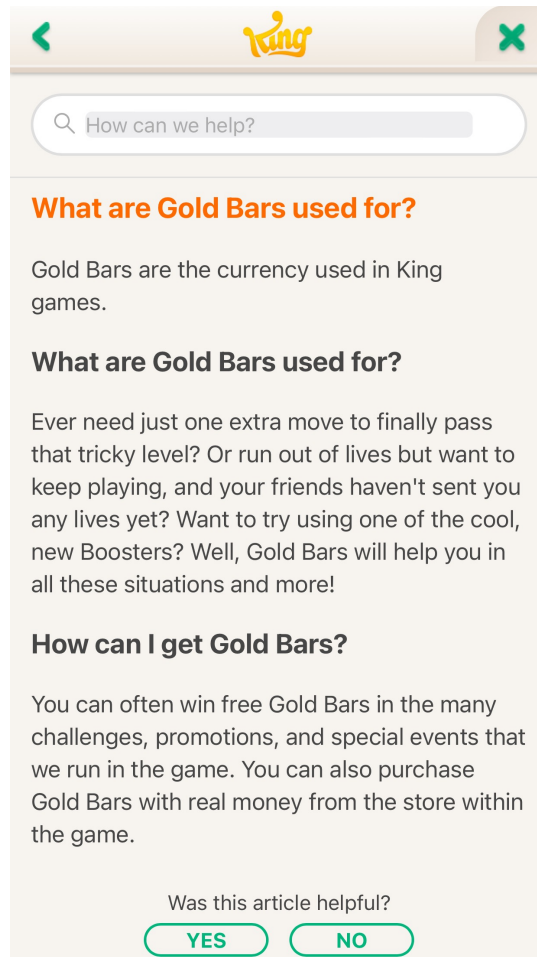 King
How can we help?
What are Gold Bars used for?
Gold Bars are the currency used in King
games.
What are Gold Bars used for?
Ever need just one extra move to finally pass
that tricky level? Or run out of lives but want to
keep playing, and your friends haven't sent you
any lives yet? Want to try using one of the cool,
new Boosters? Well, Gold Bars will help you in
all these situations and more!
How can I get Gold Bars?
You can often win free Gold Bars in the many
challenges, promotions, and special events that
we run in the game. You can also purchase
Gold Bars with real money from the store within
the game.
Was this article helpful?
YES NO